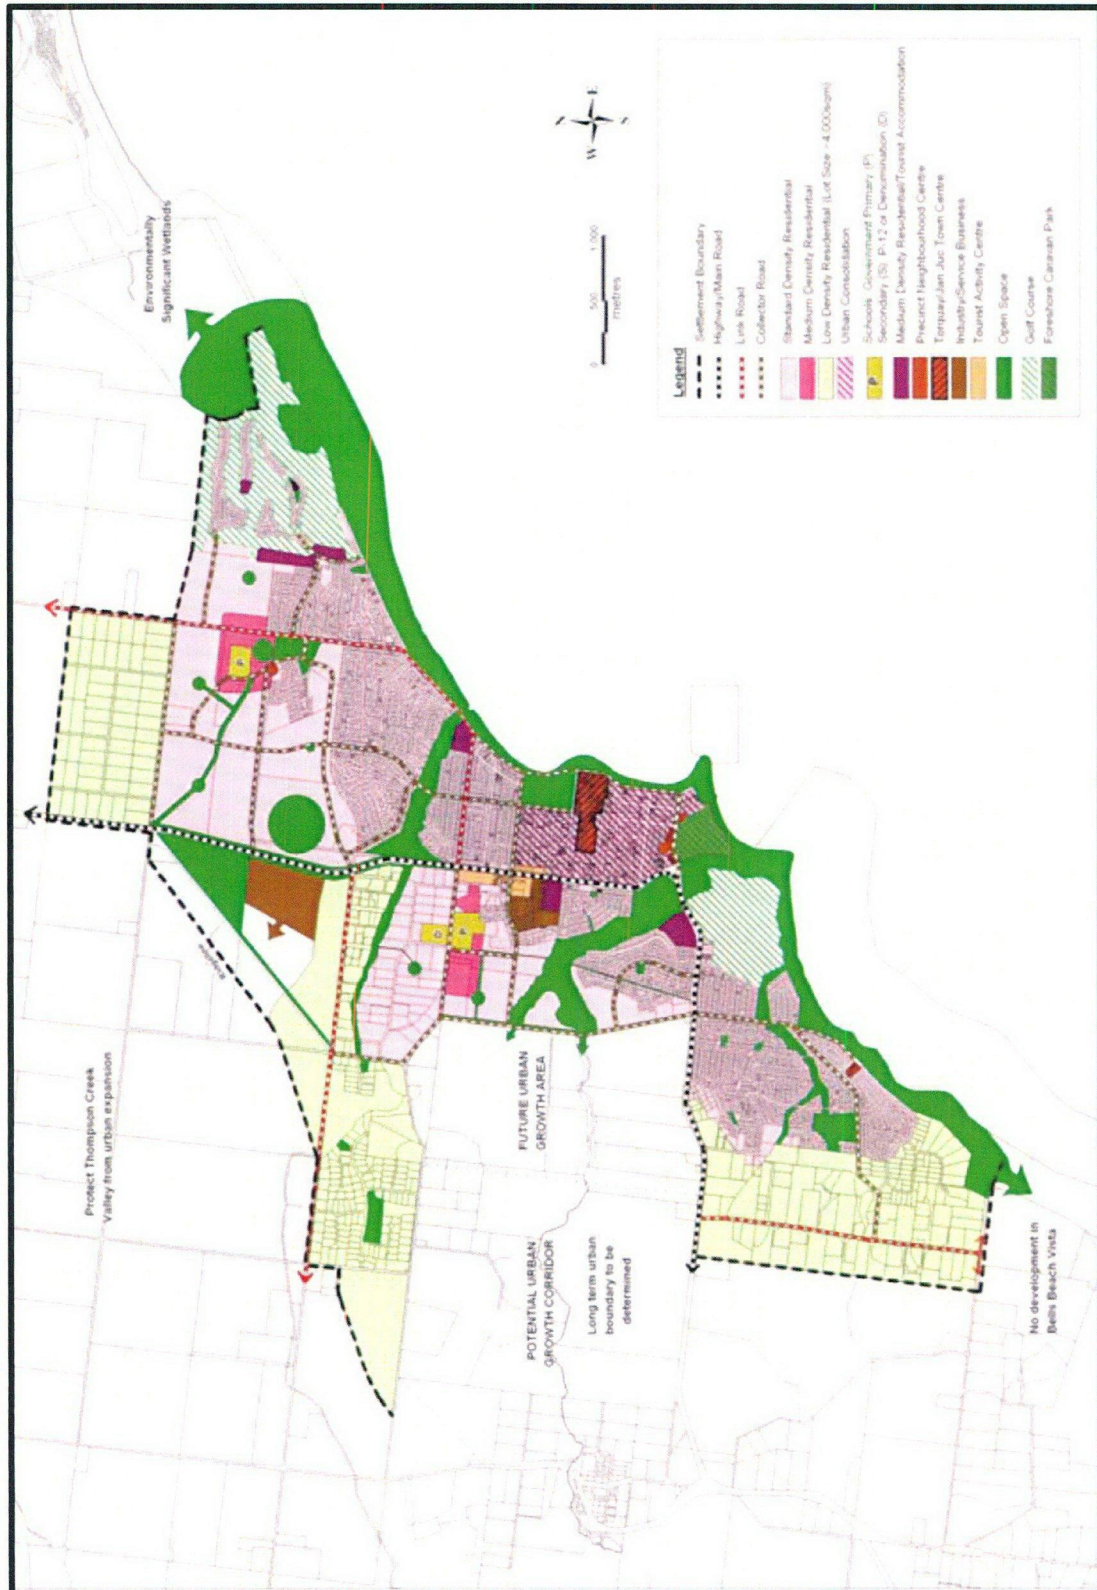 Environmentally
Significant Wetlands
N
W
E
S
0
500
1,000
metres
Protect Thompson Creek
Valley from urban expansion
Ridgeline
P
D
P
FUTURE URBAN
GROWTH AREA
POTENTIAL URBAN
GROWTH CORRIDOR
Long term urban
boundary to be
determined
No development in
Bells Beach Vista
Legend
Settlement Boundary
Highway/Main Road
Link Road
Collector Road
Standard Density Residential
Medium Density Residential
Low Density Residential (Lot Size ~4,000sqm)
Urban Consolidation
P
Schools: Government Primary (P)
Secondary (S) P-12 or Denomination (D)
Medium Density Residential/Tourist Accommodation
Precinct Neighbourhood Centre
Torquay/Jan Juc Town Centre
Industry/Service Business
Tourist Activity Centre
Open Space
Golf Course
Foreshore Caravan Park